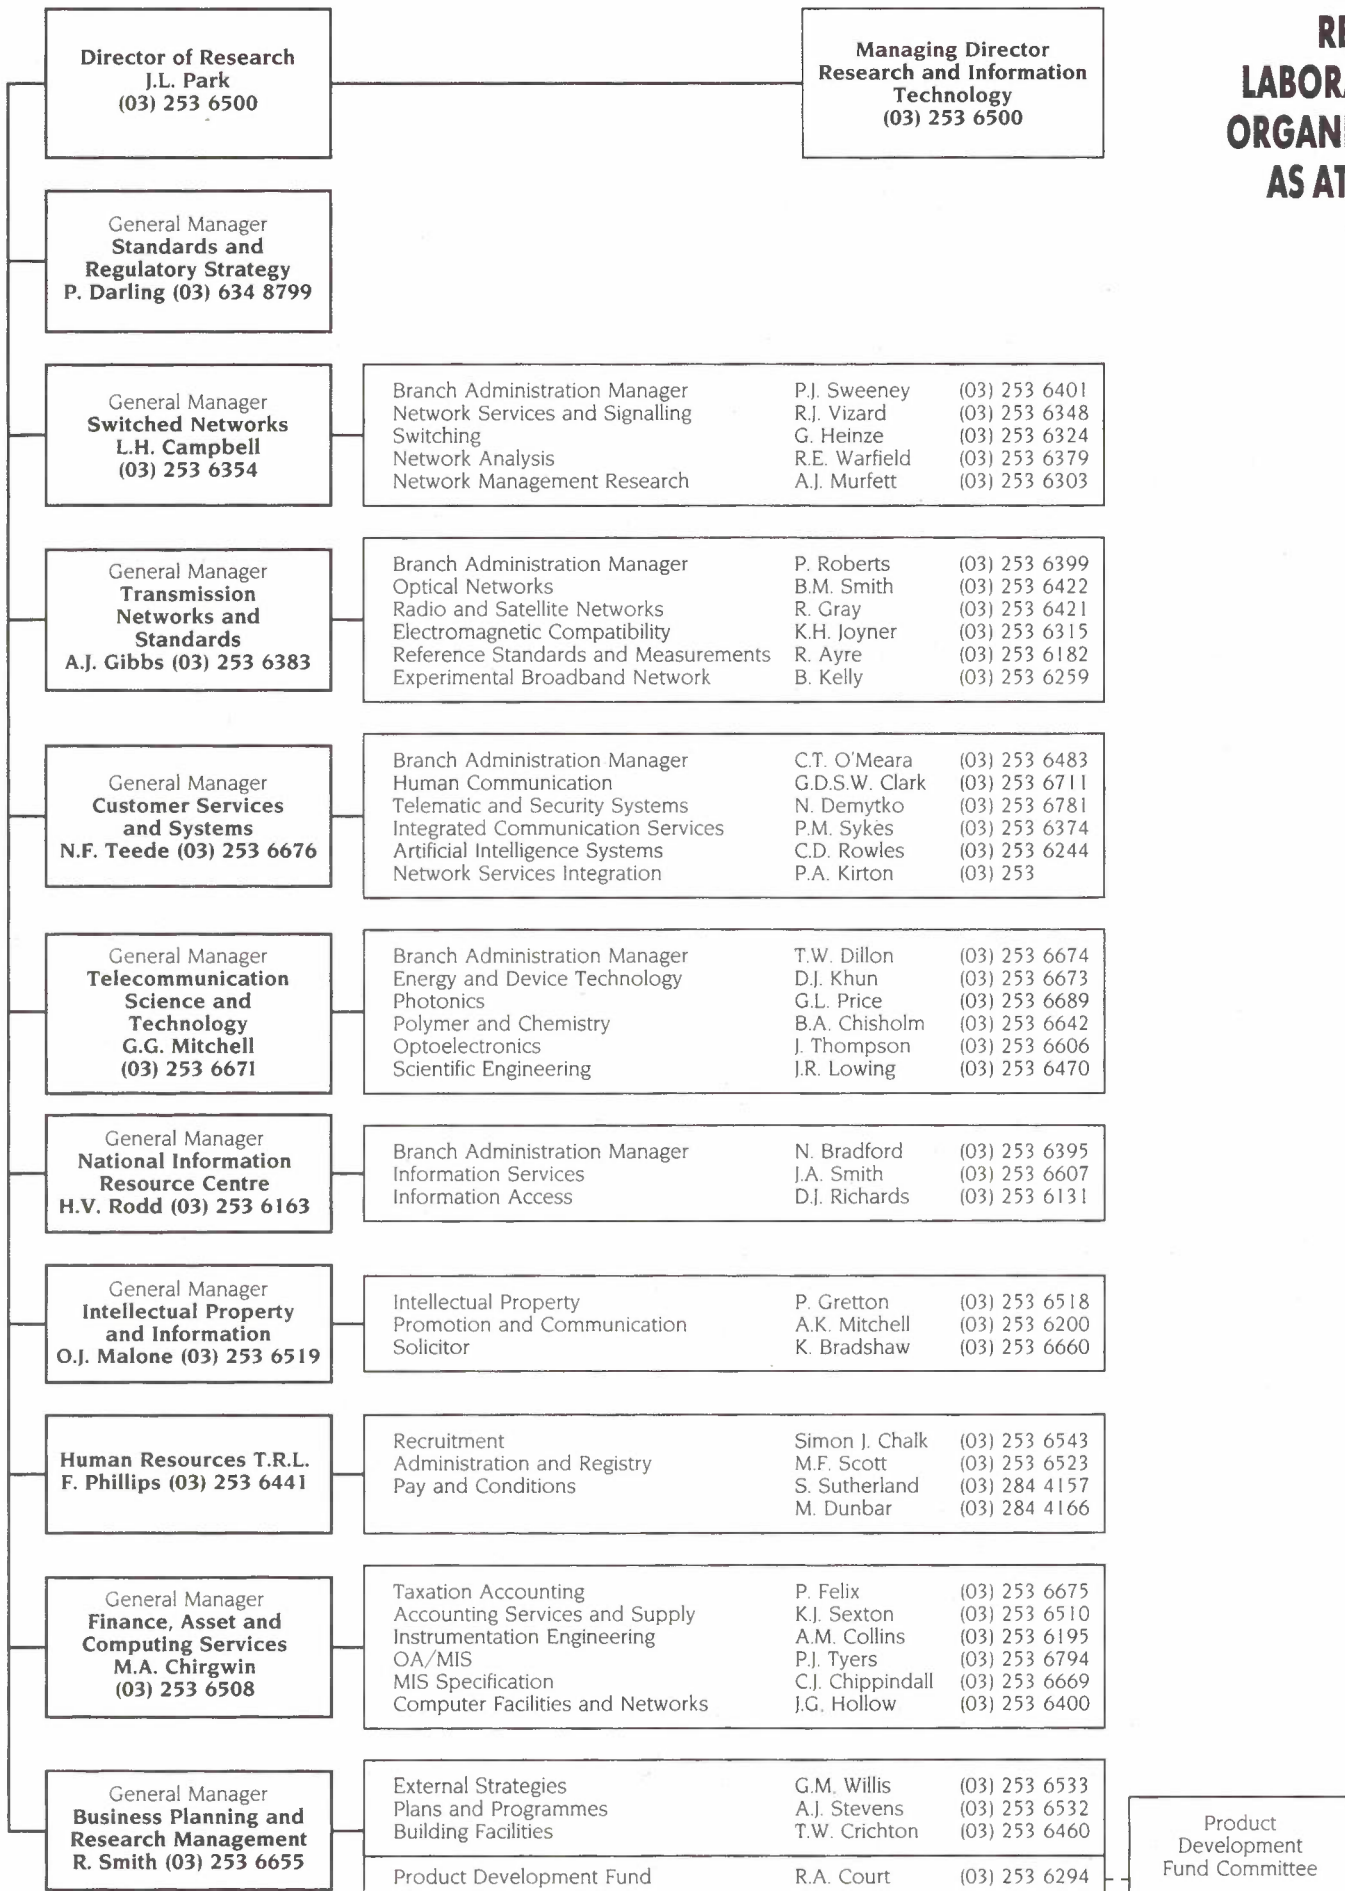 Director of Research
J.L. Park
(03) 253 6500
Managing Director
Research and Information
Technology
(03) 253 6500
AS AT
General Manager
Standards and
Regulatory Strategy
P. Darling (03) 634 8799
General Manager
Switched Networks
L.H. Campbell
(03) 253 6354
Branch Administration Manager P.J. Sweeney (03) 253 6401
Network Services and Signalling R.J. Vizard (03) 253 6348
Switching G. Heinze (03) 253 6324
Network Analysis R.E. Warfield (03) 253 6379
Network Management Research A.J. Murfett (03) 253 6303
General Manager
Transmission
Networks and
Standards
A.J. Gibbs (03) 253 6383
Branch Administration Manager P. Roberts (03) 253 6399
Optical Networks B.M. Smith (03) 253 6422
Radio and Satellite Networks R. Gray (03) 253 6421
Electromagnetic Compatibility K.H. Joyner (03) 253 6315
Reference Standards and Measurements R. Ayre (03) 253 6182
Experimental Broadband Network B. Kelly (03) 253 6259
General Manager
Customer Services
and Systems
N.F. Teede (03) 253 6676
Branch Administration Manager C.T. O'Meara (03) 253 6483
Human Communication G.D.S.W. Clark (03) 253 6711
Telematic and Security Systems N. Demytko (03) 253 6781
Integrated Communication Services P.M. Sykes (03) 253 6374
Artificial Intelligence Systems C.D. Rowles (03) 253 6244
Network Services Integration P.A. Kirton (03) 253
General Manager
Telecommunication
Science and
Technology
G.G. Mitchell
(03) 253 6671
Branch Administration Manager T.W. Dillon (03) 253 6674
Energy and Device Technology D.J. Khun (03) 253 6673
Photonics G.L. Price (03) 253 6689
Polymer and Chemistry B.A. Chisholm (03) 253 6642
Optoelectronics J. Thompson (03) 253 6606
Scientific Engineering J.R. Lowing (03) 253 6470
General Manager
National Information
Resource Centre
H.V. Rodd (03) 253 6163
Branch Administration Manager N. Bradford (03) 253 6395
Information Services J.A. Smith (03) 253 6607
Information Access D.J. Richards (03) 253 6131
General Manager
Intellectual Property
and Information
O.J. Malone (03) 253 6519
Intellectual Property P. Gretton (03) 253 6518
Promotion and Communication A.K. Mitchell (03) 253 6200
Solicitor K. Bradshaw (03) 253 6660
Human Resources T.R.L.
F. Phillips (03) 253 6441
Recruitment Simon J. Chalk (03) 253 6543
Administration and Registry M.F. Scott (03) 253 6523
Pay and Conditions S. Sutherland (03) 284 4157
M. Dunbar (03) 284 4166
General Manager
Finance, Asset and
Computing Services
M.A. Chirgwin
(03) 253 6508
Taxation Accounting P. Felix (03) 253 6675
Accounting Services and Supply K.J. Sexton (03) 253 6510
Instrumentation Engineering A.M. Collins (03) 253 6195
OA/MIS P.J. Tyers (03) 253 6794
MIS Specification C.J. Chippindall (03) 253 6669
Computer Facilities and Networks J.G. Hollow (03) 253 6400
General Manager
Business Planning and
Research Management
R. Smith (03) 253 6655
External Strategies G.M. Willis (03) 253 6533
Plans and Programmes A.J. Stevens (03) 253 6532
Building Facilities T.W. Crichton (03) 253 6460
Product Development Fund R.A. Court (03) 253 6294
Product
Development
Fund Committee